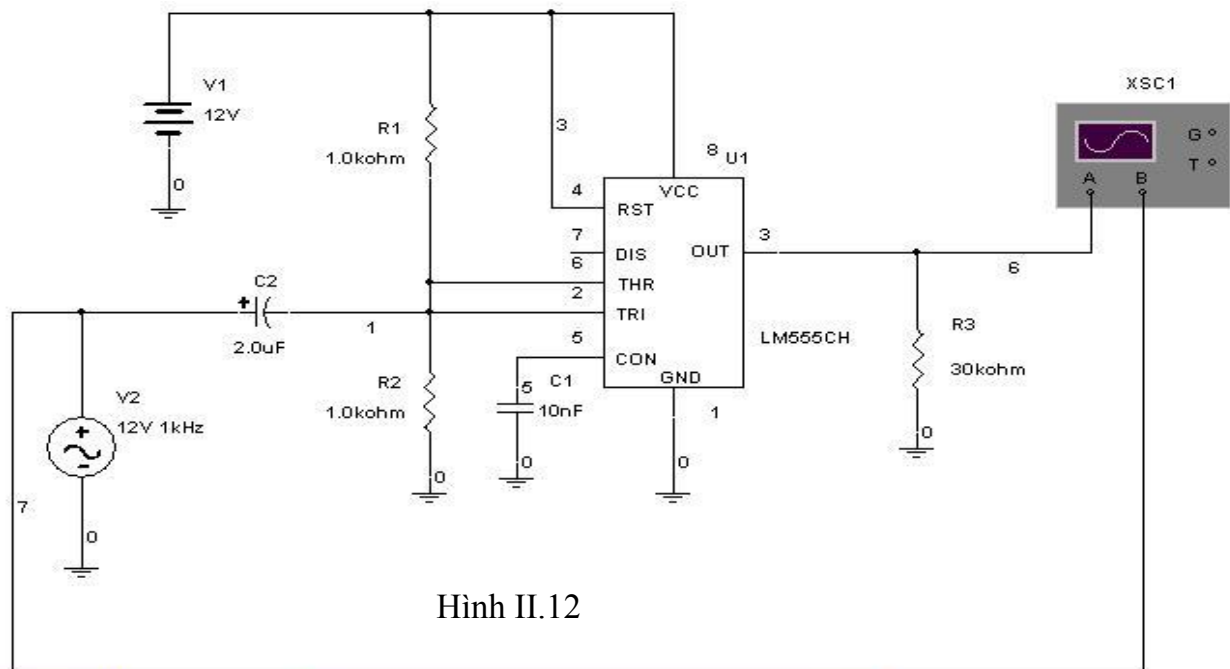 XSC1
V1
12V
G
T
R1
1.0kohm
3
8
U1
A
B
0
4
VCC
RST
7
DIS
OUT
3
6
THR
6
C2
2
1
TRI
2.0uF
R3
5
LM555CH
CON
30kohm
GND
C1
R2
5
1.0kohm
10nF
1
V2
12V 1kHz
0
0
0
0
7
0
Hình II.12